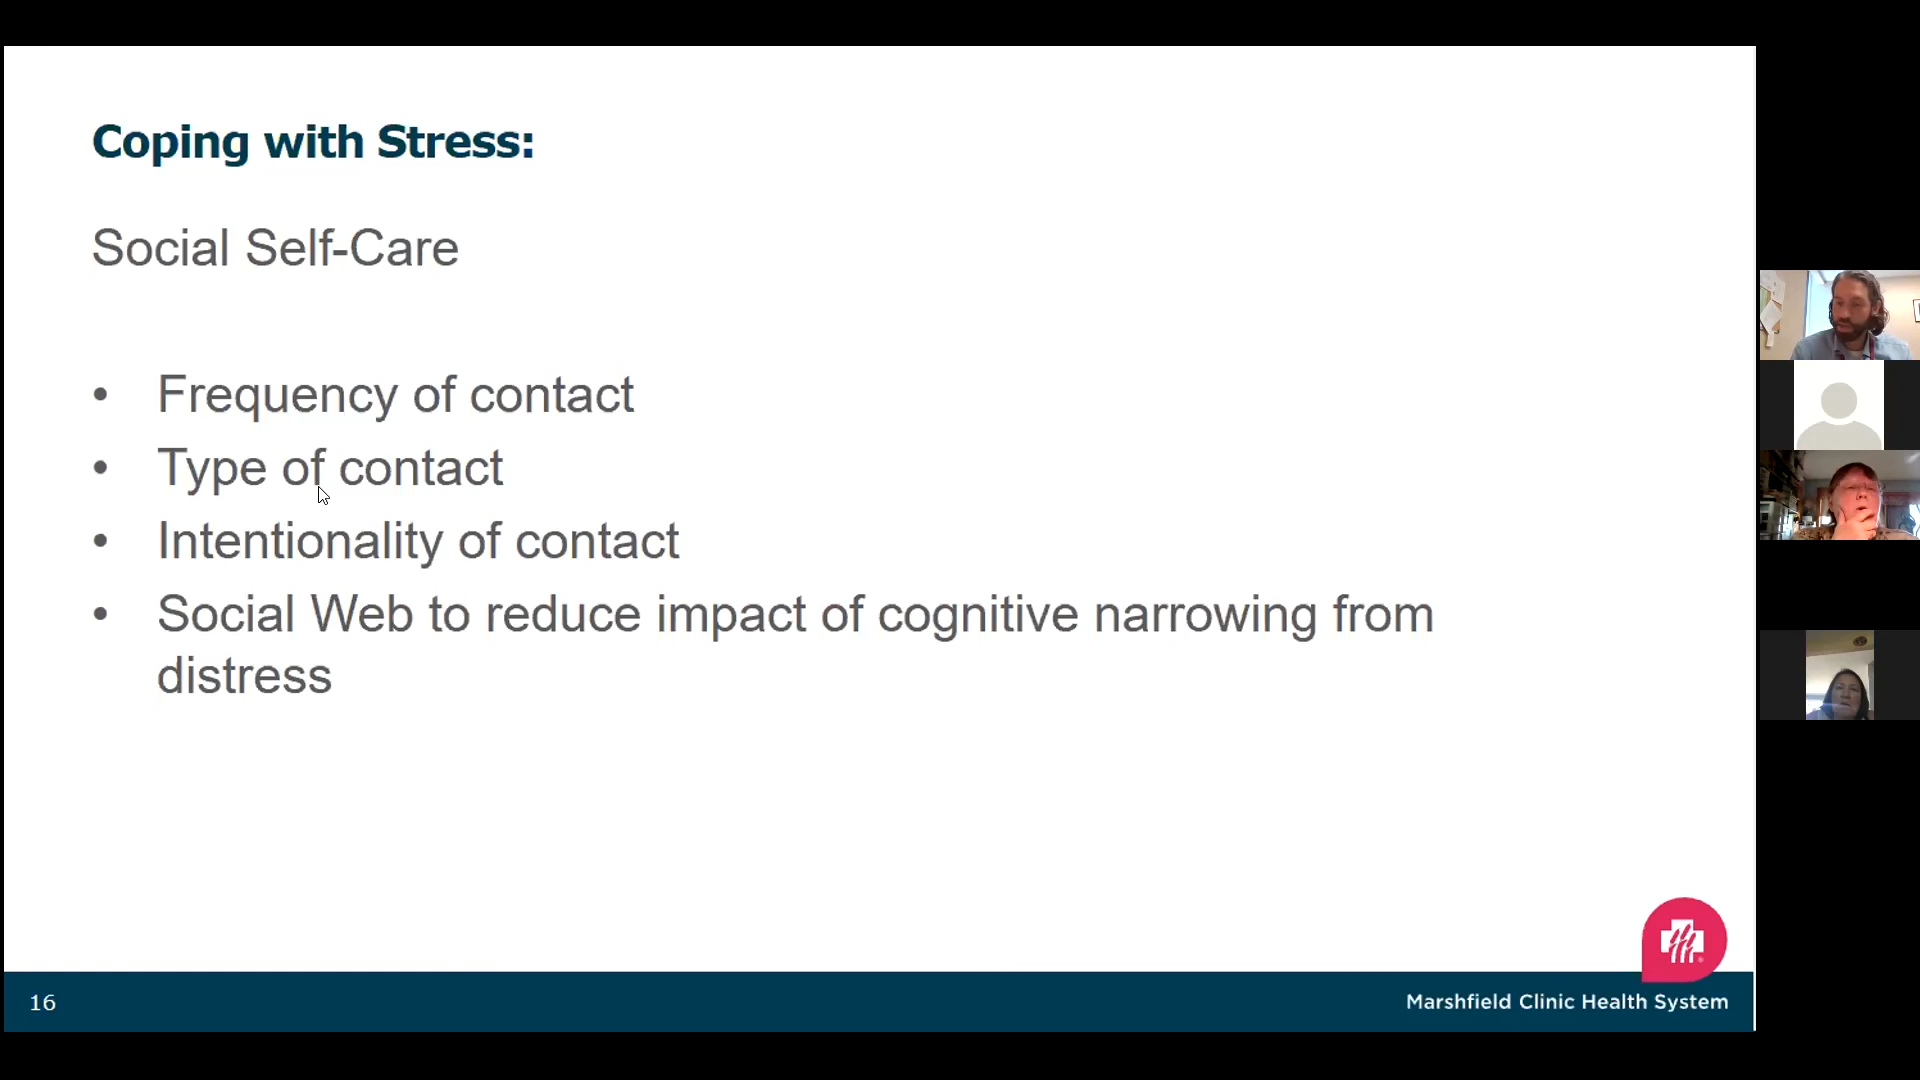 Coping with Stress:
Social Self-Care
• Frequency of contact
• Type of contact
• Intentionality of contact
• Social Web to reduce impact of cognitive narrowing from
distress
16
Marshfield Clinic Health System